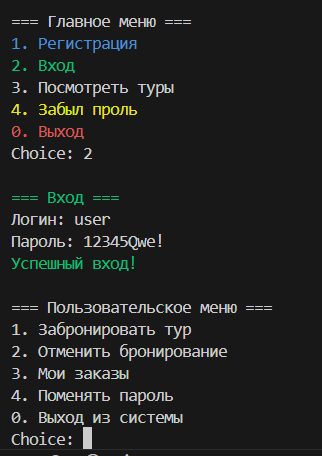 === Главное меню ===
1. Регистрация
2. Вход
3. Посмотреть туры
4. Забыл проль
0. Выход
Choice: 2
=== Вход ===
Логин: user
Пароль: 12345Qwe!
Успешный вход!
=== Пользовательское меню ===
1. Забронировать тур
2. Отменить бронирование
3. Мои заказы
4. Поменять пароль
0. Выход из системы
Choice: